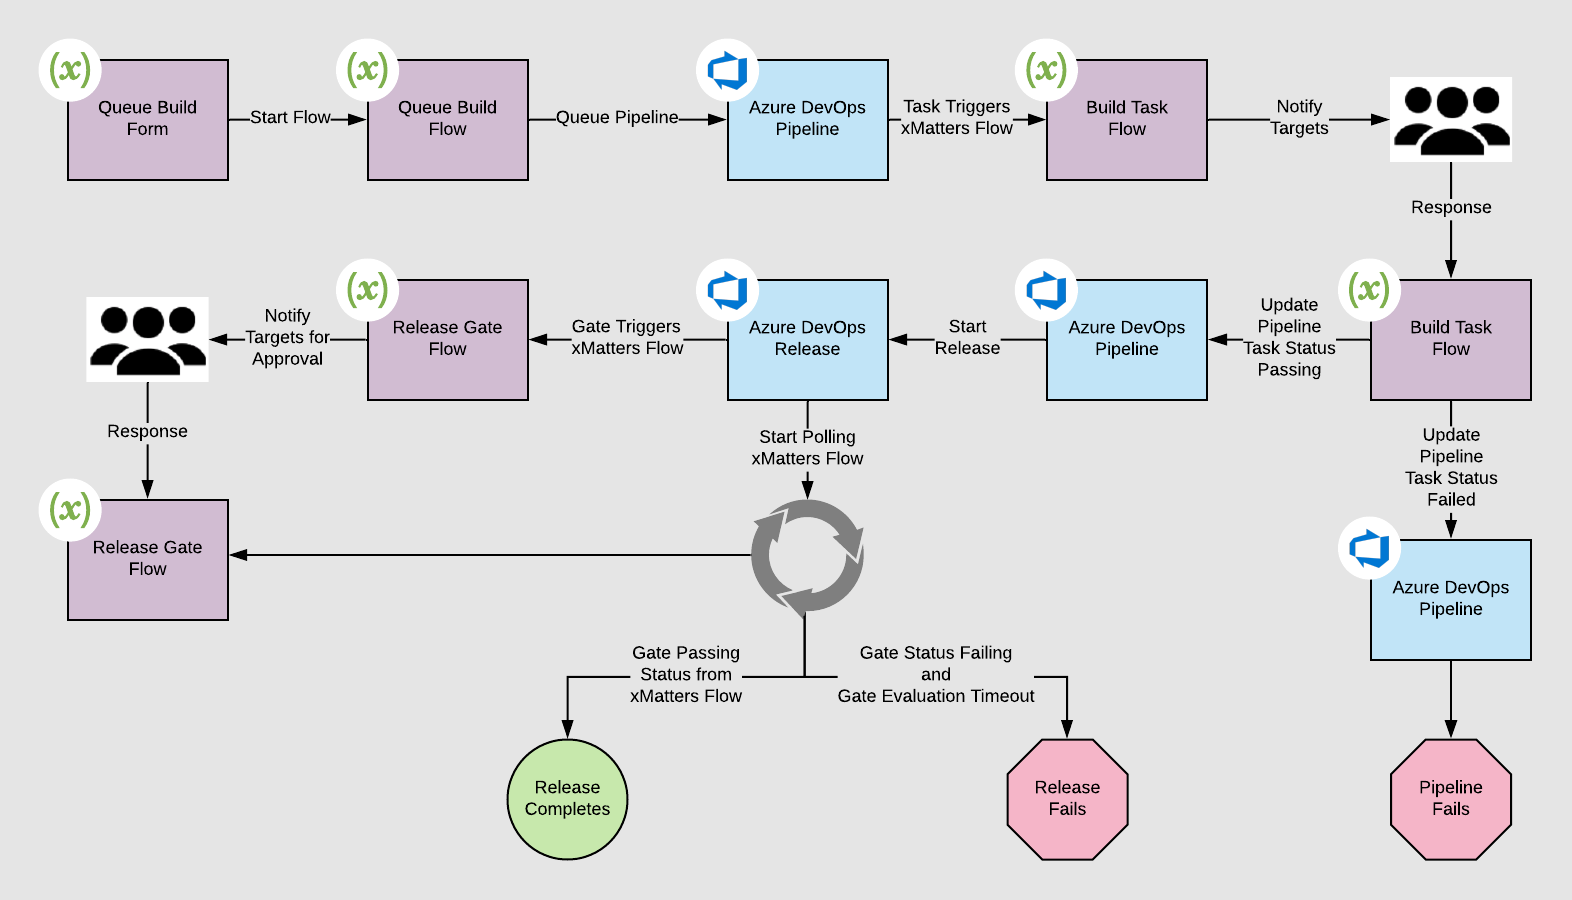 (x)
Queue Build
Form
Start Flow
(x)
Queue Build
Flow
Queue Pipeline
Azure DevOps
Pipeline
Task Triggers
xMatters Flow
(x)
Build Task
Flow
Notify
Targets
Response
(x)
Build Task
Flow
Update
Pipeline
Task Status
Passing
Azure DevOps
Pipeline
Start
Release
Azure DevOps
Release
Gate Triggers
xMatters Flow
(x)
Release Gate
Flow
Notify
Targets for
Approval
Response
(x)
Release Gate
Flow
Start Polling
xMatters Flow
Update
Pipeline
Task Status
Failed
Azure DevOps
Pipeline
Gate Passing
Status from
xMatters Flow
Gate Status Failing
and
Gate Evaluation Timeout
Release
Completes
Release
Fails
Pipeline
Fails